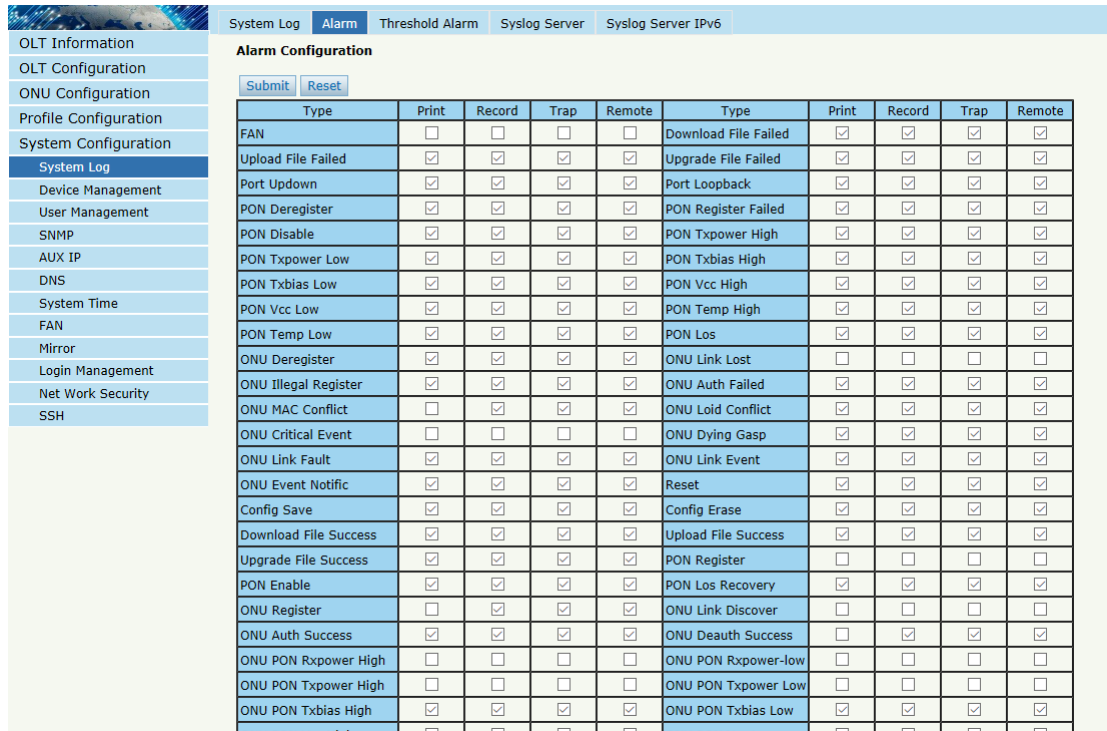 System Log Alarm Threshold Alarm Syslog Server Syslog Server IPv6
OLT Information
OLT Configuration
ONU Configuration
Profile Configuration
System Configuration
System Log
Device Management
User Management
SNMP
AUX IP
DNS
System Time
FAN
Mirror
Login Management
Net Work Security
SSH
Alarm Configuration
Submit Reset
Type Print Record Trap Remote Type Print Record Trap Remote
FAN Download File Failed
Upload File Failed Upgrade File Failed
Port Updown Port Loopback
PON Deregister PON Register Failed
PON Disable PON Txpower High
PON Txpower Low PON Txbias High
PON Txbias Low PON Vcc High
PON Vcc Low PON Temp High
PON Temp Low PON Los
ONU Deregister ONU Link Lost
ONU Illegal Register ONU Auth Failed
ONU MAC Conflict ONU Loid Conflict
ONU Critical Event ONU Dying Gasp
ONU Link Fault ONU Link Event
ONU Event Notific Reset
Config Save Config Erase
Download File Success Upload File Success
Upgrade File Success PON Register
PON Enable PON Los Recovery
ONU Register ONU Link Discover
ONU Auth Success ONU Deauth Success
ONU PON Rxpower High ONU PON Rxpower-low
ONU PON Txpower High ONU PON Txpower Low
ONU PON Txbias High ONU PON Txbias Low